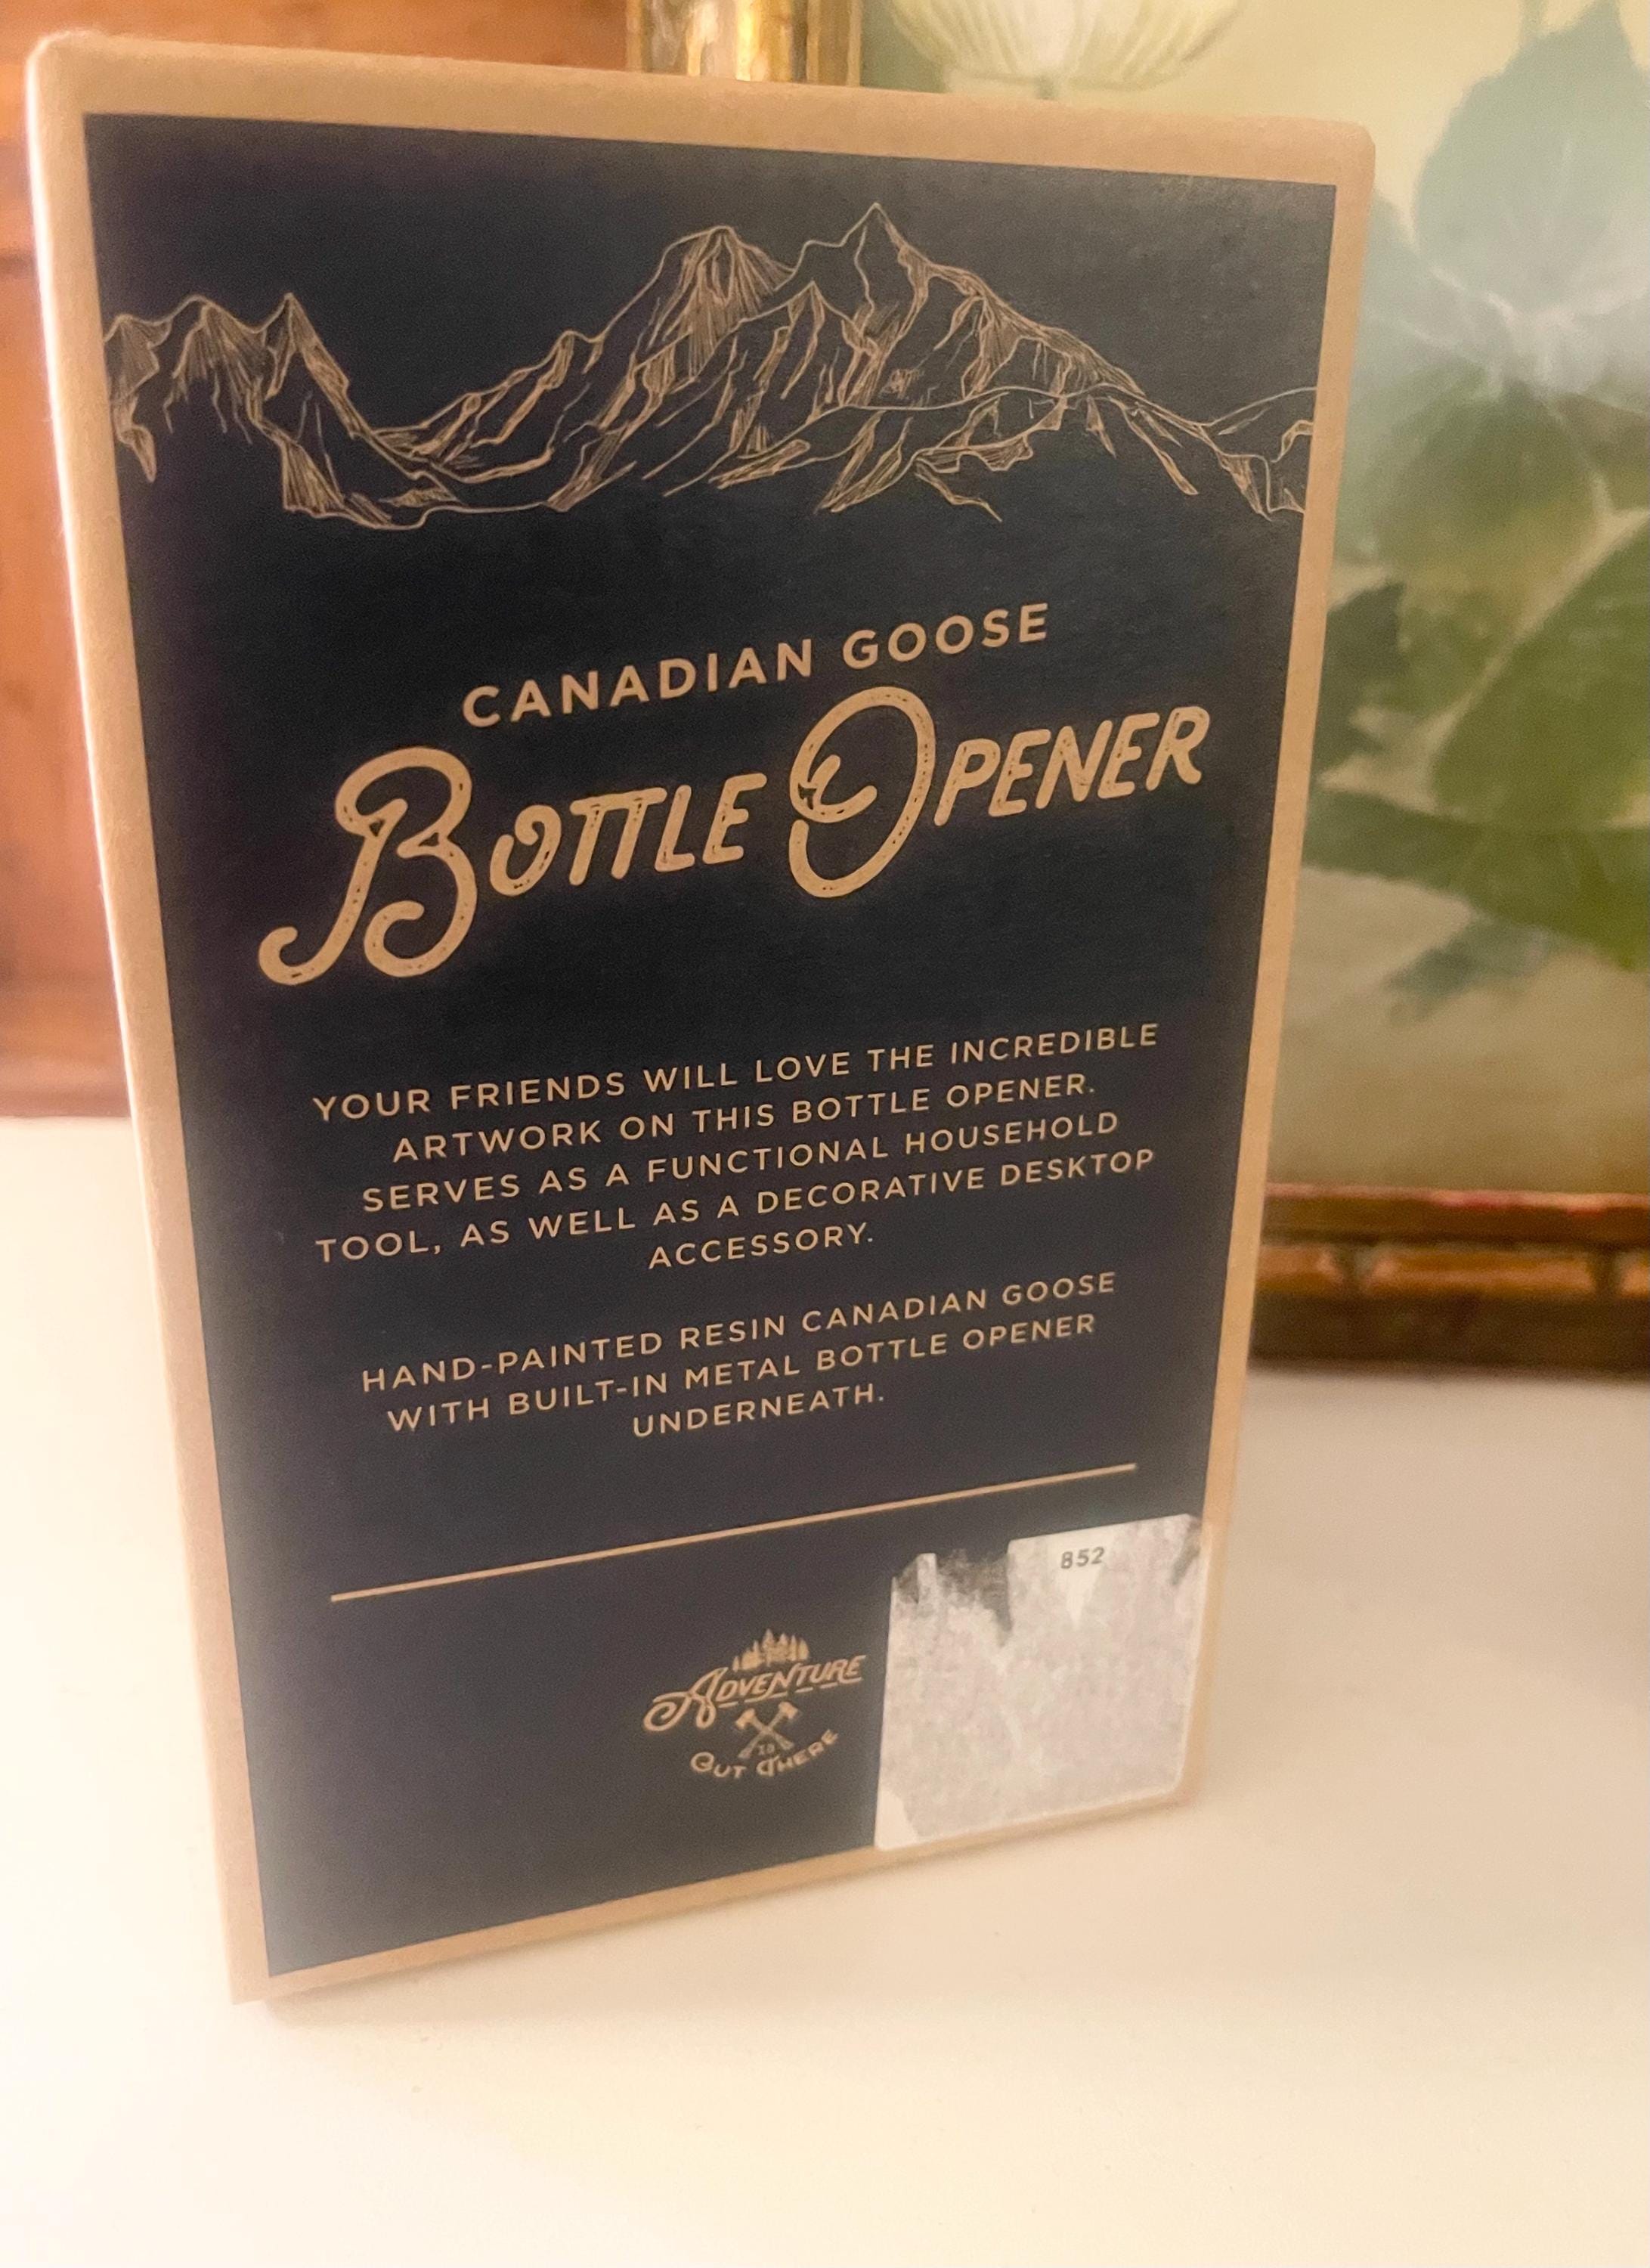 CANADIAN GOOSE
BOTTLE OPENER
YOUR FRIENDS WILL LOVE THE INCREDIBLE
ARTWORK ON THIS BOTTLE OPENER.
SERVES AS A FUNCTIONAL HOUSEHOLD
TOOL, AS WELL AS A DECORATIVE DESKTOP
ACCESSORY.
HAND-PAINTED RESIN CANADIAN GOOSE
WITH BUILT-IN METAL BOTTLE OPENER
UNDERNEATH.
852
ADVENTURE
IS
OUT THERE